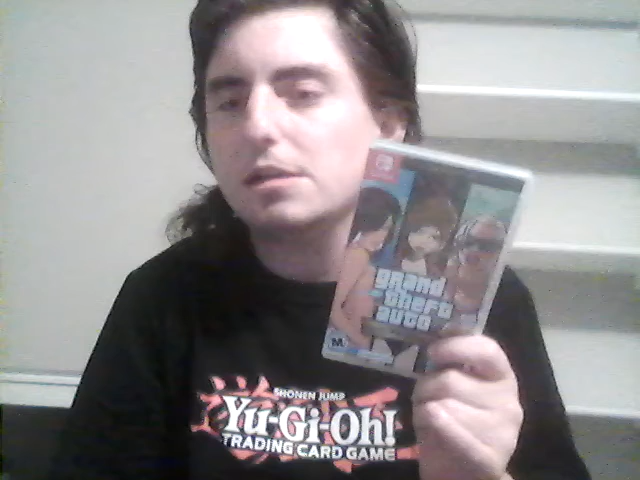 grand
theft
auto
M
SHONEN JUMP
Yu-Gi-Oh!
TRADING CARD GAME